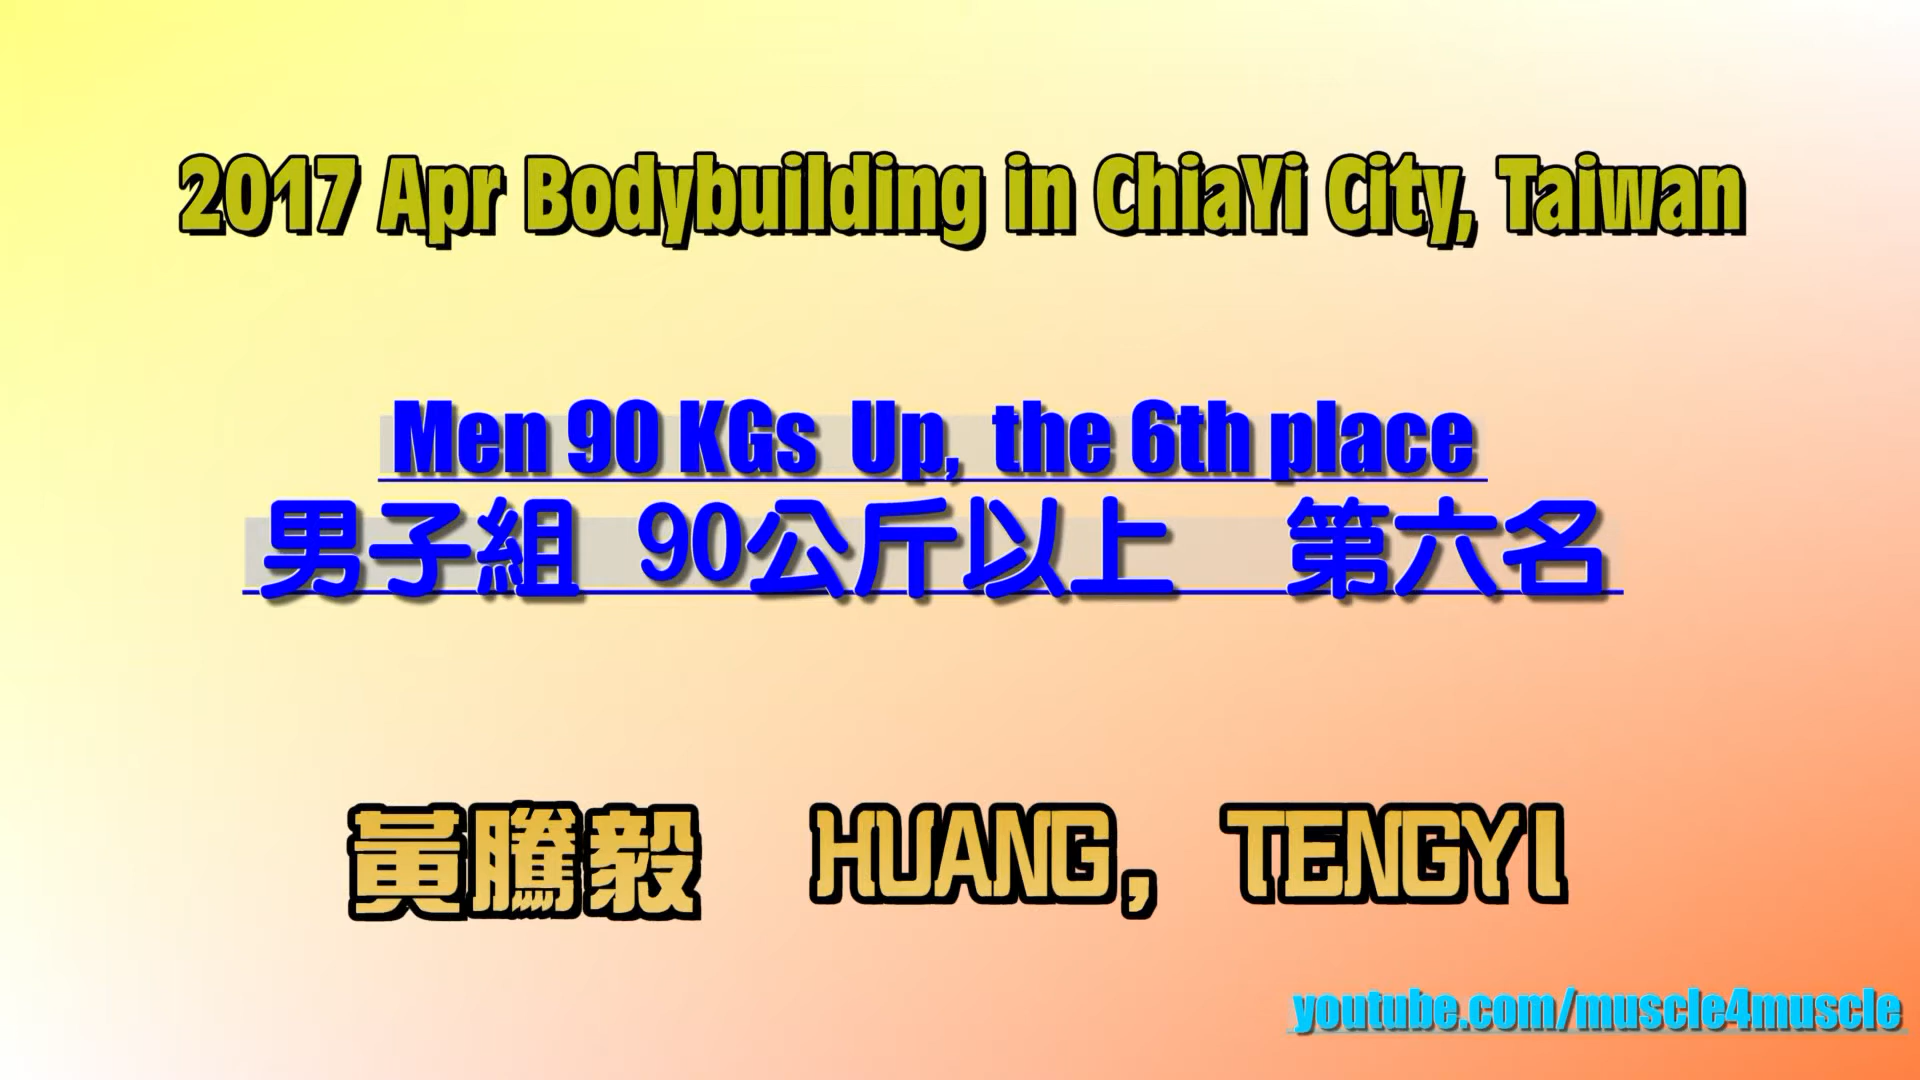 2017 Apr Bodybuilding in ChiaYi City, Taiwan
Men 90 KGs Up, the 6th place
男子組 90公斤以上 第六名
黃騰毅 HUANG, TENGYI
youtube.com/muscle4muscle